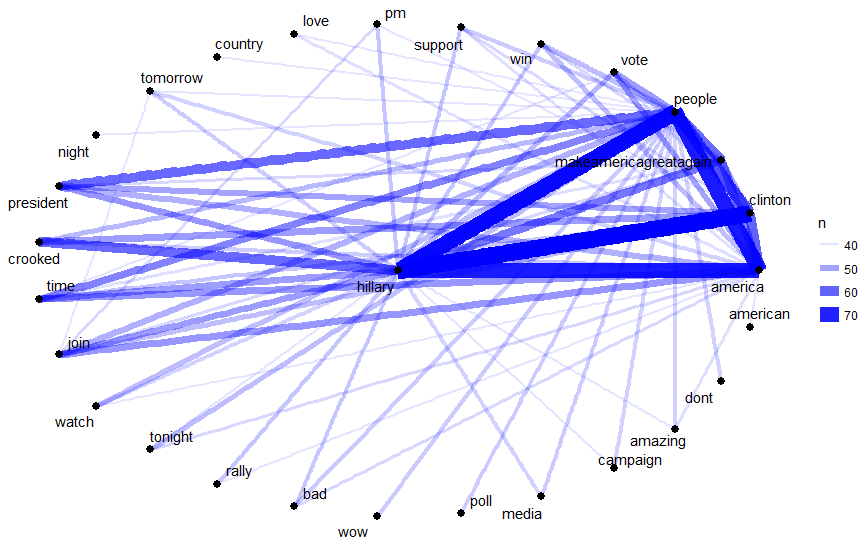 love
pm
country
support
win
vote
tomorrow
people
night
makeamericagreatagain
president
clinton
n
40
crooked
50
time
hillary
america
60
70
american
join
dont
watch
tonight
amazing
campaign
rally
bad
poll
media
wow